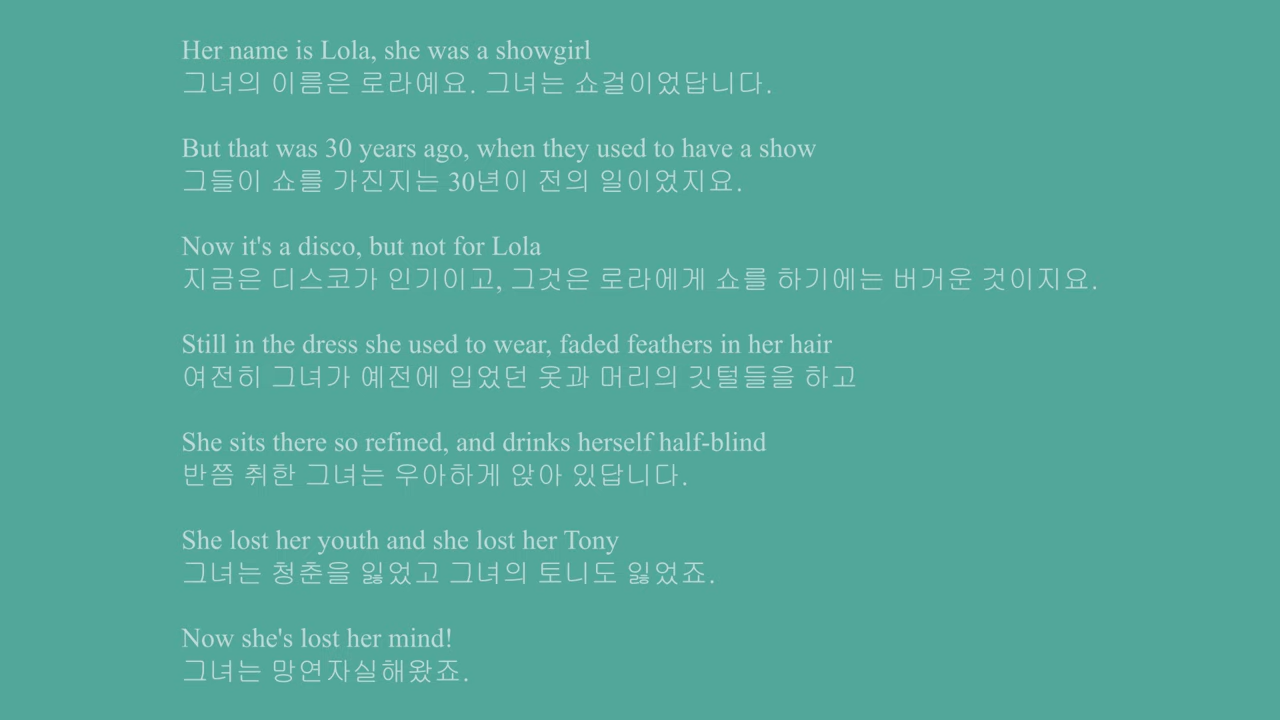 Her name is Lola, she was a showgirl
그녀의 이름은 로라예요. 그녀는 쇼걸이었답니다.
But that was 30 years ago, when they used to have a show
그들이 쇼를 가진지는 30년이 전의 일이었지요.
Now it's a disco, but not for Lola
지금은 디스코가 인기이고, 그것은 로라에게 쇼를 하기에는 버거운 것이지요.
Still in the dress she used to wear, faded feathers in her hair
여전히 그녀가 예전에 입었던 옷과 머리의 깃털들을 하고
She sits there so refined, and drinks herself half-blind
반쯤 취한 그녀는 우아하게 앉아 있답니다.
She lost her youth and she lost her Tony
그녀는 청춘을 잃었고 그녀의 토니도 잃었죠.
Now she's lost her mind!
그녀는 망연자실해왔죠.